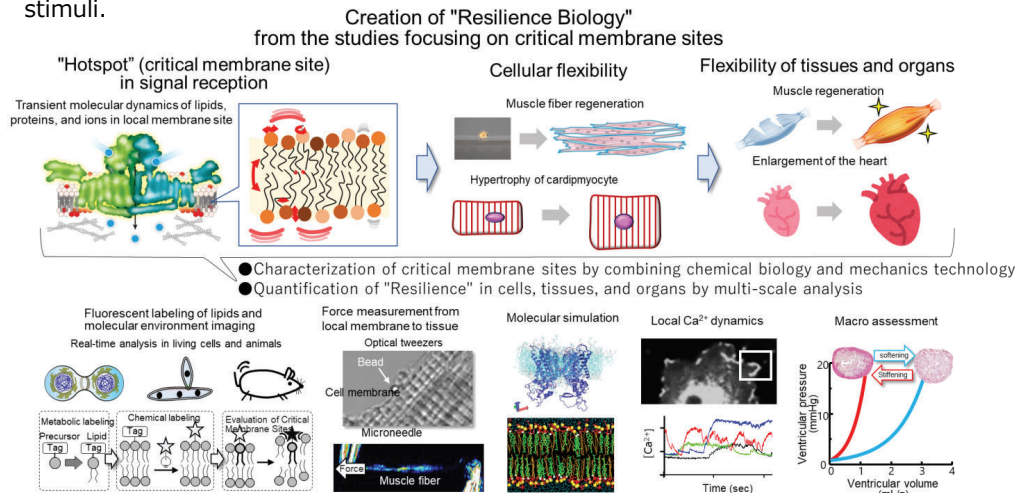 stimuli.
Creation of "Resilience Biology"
from the studies focusing on critical membrane sites
"Hotspot" (critical membrane site)
in signal reception
Transient molecular dynamics of lipids,
proteins, and ions in local membrane site
Cellular flexibility
Muscle fiber regeneration
Hypertrophy of cardipmyocyte
Flexibility of tissues and organs
Muscle regeneration
Enlargement of the heart
●Characterization of critical membrane sites by combining chemical biology and mechanics technology
●Quantification of "Resilience" in cells, tissues, and organs by multi-scale analysis
Fluorescent labeling of lipids and
molecular environment imaging
Real-time analysis in living cells and animals
Metabolic labeling
Precursor
Lipid
Tag
Tag
Chemical labeling
Tag
Evaluation of Critical
Membrane Sites
Force measurement from
local membrane to tissue
Optical tweezers
Bead
Cell membrane
Microneedle
Force
Muscle fiber
Molecular simulation
Local Ca²⁺ dynamics
[Ca²⁺]
Time (sec)
Macro assessment
softening
Stiffening
Ventricular pressure
(mmHg)
20
10
0
0 1 2 3 4
Ventricular volume